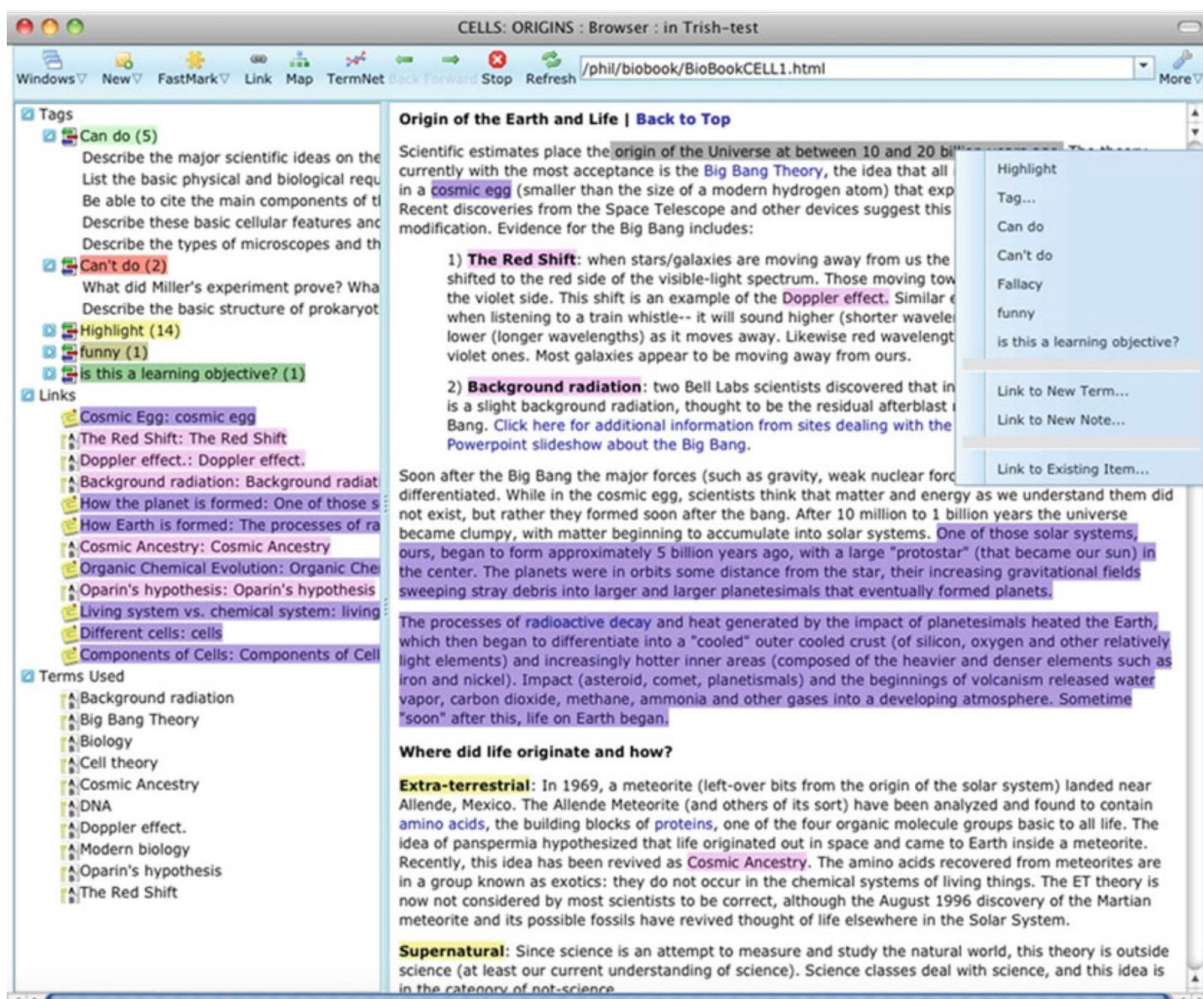 CELLS: ORIGINS : Browser : in Trish-test
Windows New FastMark Link Map TermNet Back Forward Stop Refresh /phil/biobook/BioBookCELL1.html More
Tags
Can do (5)
Describe the major scientific ideas on the
List the basic physical and biological requ
Be able to cite the main components of t
Describe these basic cellular features and
Describe the types of microscopes and th
Can't do (2)
What did Miller's experiment prove? Wha
Describe the basic structure of prokaryot
Highlight (14)
funny (1)
is this a learning objective? (1)
Links
Cosmic Egg: cosmic egg
The Red Shift: The Red Shift
Doppler effect.: Doppler effect.
Background radiation: Background radiat
How the planet is formed: One of those s
How Earth is formed: The processes of ra
Cosmic Ancestry: Cosmic Ancestry
Organic Chemical Evolution: Organic Che
Oparin's hypothesis: Oparin's hypothesis
Living system vs. chemical system: living
Different cells: cells
Components of Cells: Components of Cell
Terms Used
Background radiation
Big Bang Theory
Biology
Cell theory
Cosmic Ancestry
DNA
Doppler effect.
Modern biology
Oparin's hypothesis
The Red Shift
Origin of the Earth and Life | Back to Top
Scientific estimates place the origin of the Universe at between 10 and 20 billion years ago. The theory
currently with the most acceptance is the Big Bang Theory, the idea that all
in a cosmic egg (smaller than the size of a modern hydrogen atom) that exp
Recent discoveries from the Space Telescope and other devices suggest this
modification. Evidence for the Big Bang includes:
1) The Red Shift: when stars/galaxies are moving away from us the
shifted to the red side of the visible-light spectrum. Those moving tow
the violet side. This shift is an example of the Doppler effect. Similar e
when listening to a train whistle-- it will sound higher (shorter wavele
lower (longer wavelengths) as it moves away. Likewise red wavelengt
violet ones. Most galaxies appear to be moving away from ours.
2) Background radiation: two Bell Labs scientists discovered that in
is a slight background radiation, thought to be the residual afterblast
Bang. Click here for additional information from sites dealing with the
Powerpoint slideshow about the Big Bang.
Soon after the Big Bang the major forces (such as gravity, weak nuclear forc
differentiated. While in the cosmic egg, scientists think that matter and energy as we understand them did
not exist, but rather they formed soon after the bang. After 10 million to 1 billion years the universe
became clumpy, with matter beginning to accumulate into solar systems. One of those solar systems,
ours, began to form approximately 5 billion years ago, with a large "protostar" (that became our sun) in
the center. The planets were in orbits some distance from the star, their increasing gravitational fields
sweeping stray debris into larger and larger planetesimals that eventually formed planets.
The processes of radioactive decay and heat generated by the impact of planetesimals heated the Earth,
which then began to differentiate into a "cooled" outer cooled crust (of silicon, oxygen and other relatively
light elements) and increasingly hotter inner areas (composed of the heavier and denser elements such as
iron and nickel). Impact (asteroid, comet, planetismals) and the beginnings of volcanism released water
vapor, carbon dioxide, methane, ammonia and other gases into a developing atmosphere. Sometime
"soon" after this, life on Earth began.
Where did life originate and how?
Extra-terrestrial: In 1969, a meteorite (left-over bits from the origin of the solar system) landed near
Allende, Mexico. The Allende Meteorite (and others of its sort) have been analyzed and found to contain
amino acids, the building blocks of proteins, one of the four organic molecule groups basic to all life. The
idea of panspermia hypothesized that life originated out in space and came to Earth inside a meteorite.
Recently, this idea has been revived as Cosmic Ancestry. The amino acids recovered from meteorites are
in a group known as exotics: they do not occur in the chemical systems of living things. The ET theory is
now not considered by most scientists to be correct, although the August 1996 discovery of the Martian
meteorite and its possible fossils have revived thought of life elsewhere in the Solar System.
Supernatural: Since science is an attempt to measure and study the natural world, this theory is outside
science (at least our current understanding of science). Science classes deal with science, and this idea is
in the category of not-science.
Highlight
Tag...
Can do
Can't do
Fallacy
funny
is this a learning objective?
Link to New Term...
Link to New Note...
Link to Existing Item...